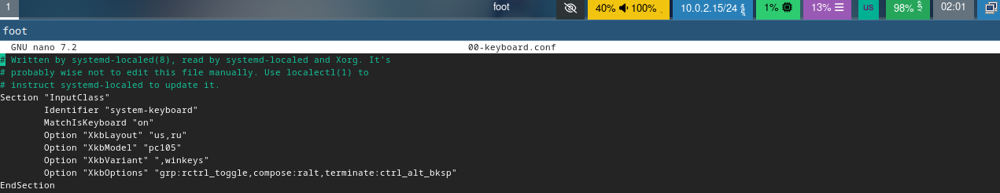 1 foot 40% 100% 10.0.2.15/24 1% 13% us 98% 02:01
foot
GNU nano 7.2 00-keyboard.conf
# Written by systemd-localed(8), read by systemd-localed and Xorg. It's
# probably wise not to edit this file manually. Use localectl(1) to
# instruct systemd-localed to update it.
Section "InputClass"
        Identifier "system-keyboard"
        MatchIsKeyboard "on"
        Option "XkbLayout" "us,ru"
        Option "XkbModel" "pc105"
        Option "XkbVariant" ",winkeys"
        Option "XkbOptions" "grp:rctrl_toggle,compose:ralt,terminate:ctrl_alt_bksp"
EndSection